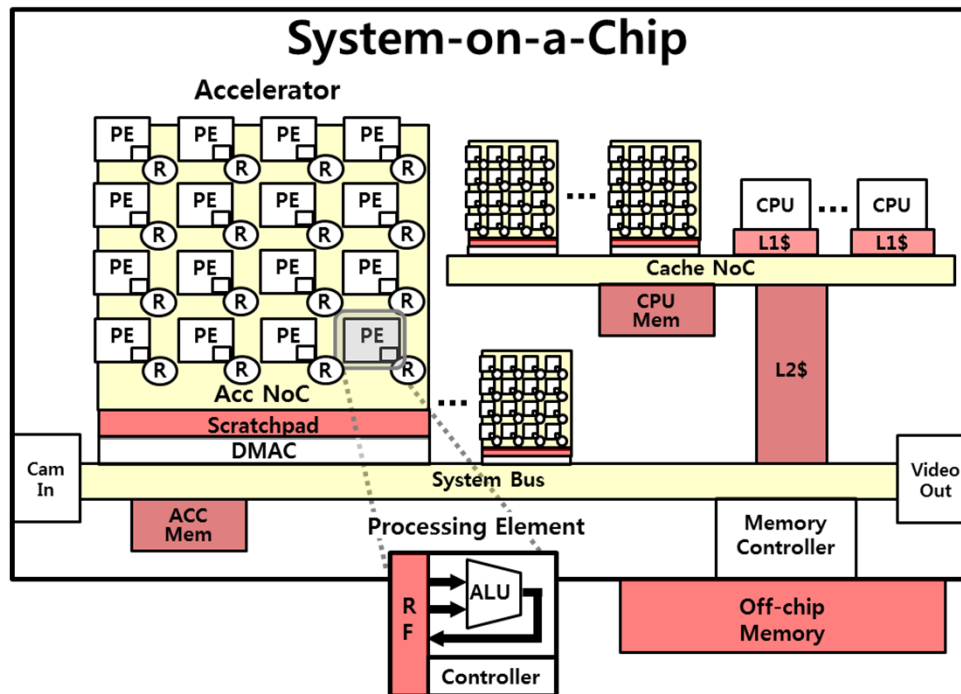 System-on-a-Chip
Accelerator
PE PE PE PE
R R R R
PE PE PE PE
R R R R
PE PE PE PE
R R R R
PE PE PE PE
R R R R
Acc NoC
Scratchpad
DMAC
...
...
CPU ... CPU
L1$ L1$
Cache NoC
CPU
Mem
L2$
Cam
In
System Bus
Video
Out
ACC
Mem
Processing Element
Memory
Controller
R
F
ALU
Controller
Off-chip
Memory